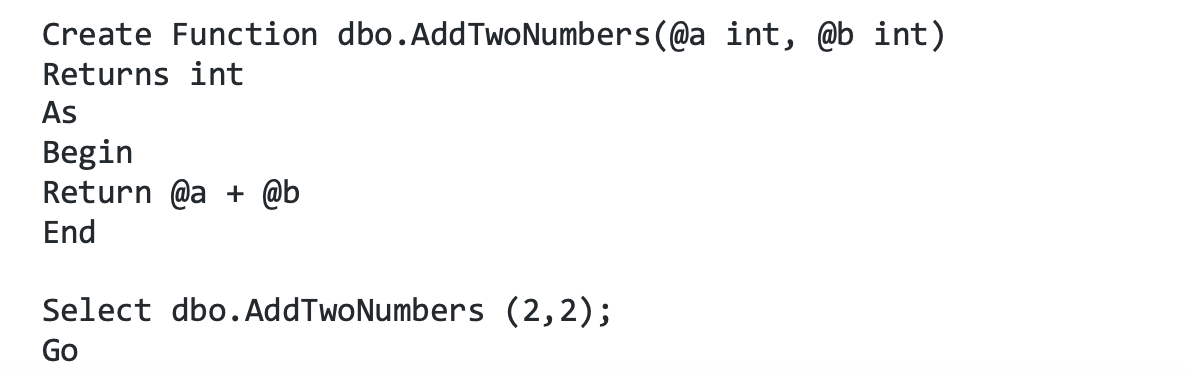 Create Function dbo.AddTwoNumbers(@a int, @b int)
Returns int
As
Begin
Return @a + @b
End
Select dbo.AddTwoNumbers (2,2);
Go